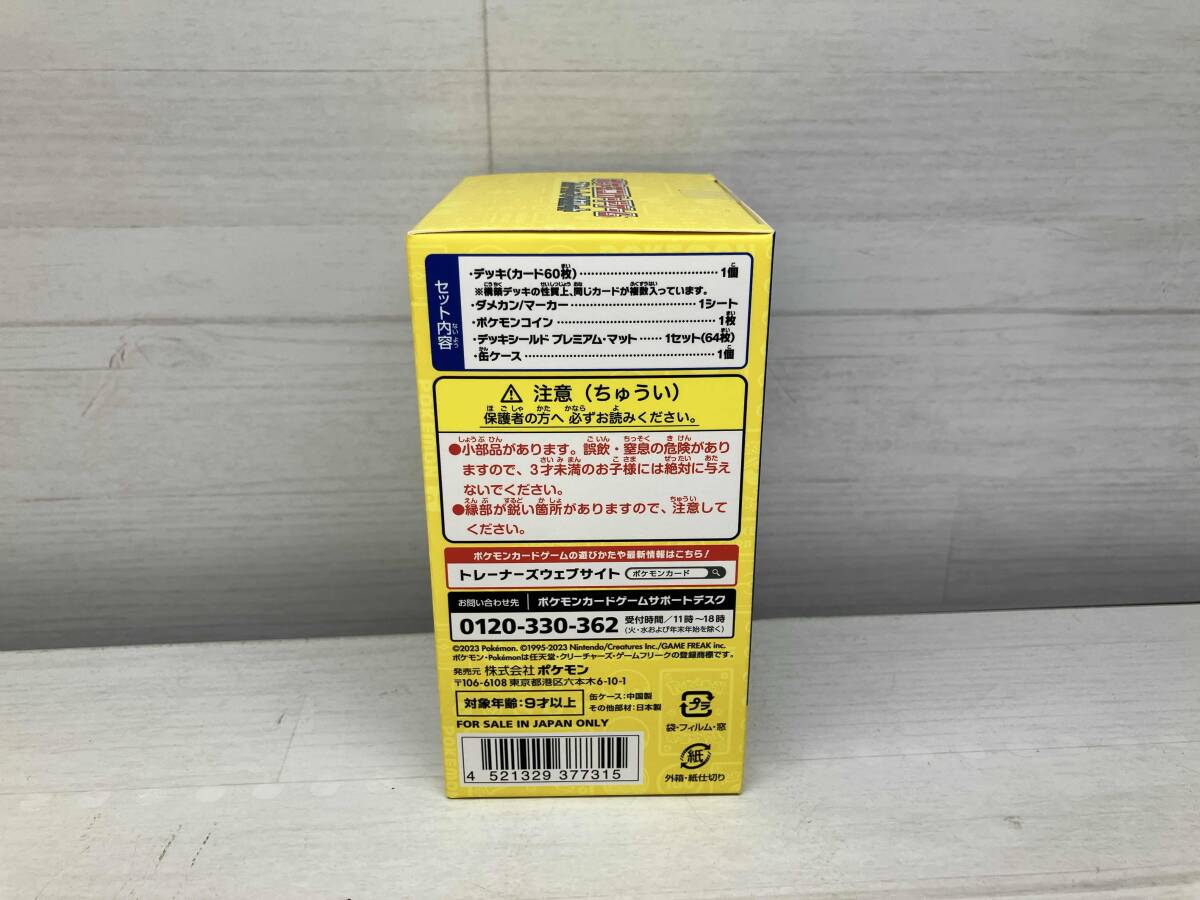 セット内容
・デッキ(カード60枚)…………………………………1個
※構築デッキの性質上、同じカードが複数入っています。
・ダメカン/マーカー………………………………1シート
・ポケモンコイン……………………………………1枚
・デッキシールド プレミアム・マット……1セット(64枚)
・缶ケース……………………………………………1個
⚠ 注意（ちゅうい）
保護者の方へ 必ずお読みください。
●小部品があります。誤飲・窒息の危険があり
ますので、3才未満のお子様には絶対に与え
ないでください。
●縁部が鋭い箇所がありますので、注意して
ください。
ポケモンカードゲームの遊びかたや最新情報はこちら！
トレーナーズウェブサイト ポケモンカード
お問い合わせ先 ポケモンカードゲームサポートデスク
0120-330-362 受付時間／11時～18時
(火・水および年末年始を除く)
©2023 Pokémon. ©1995-2023 Nintendo/Creatures Inc./GAME FREAK inc.
ポケモン・Pokémonは任天堂・クリーチャーズ・ゲームフリークの登録商標です。
発売元 株式会社 ポケモン
〒106-6108 東京都港区六本木6-10-1
対象年齢：9才以上
缶ケース：中国製
その他部材：日本製
FOR SALE IN JAPAN ONLY
4 521329 377315
プラ
袋・フィルム・窓
紙
外箱・紙仕切り